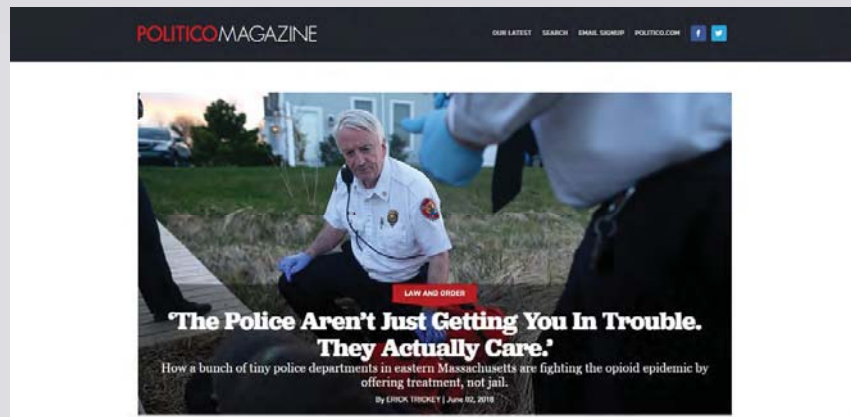 POLITICOMAGAZINE
OUR LATEST SEARCH EMAIL SIGNUP POLITICO.COM
LAW AND ORDER
‘The Police Aren’t Just Getting You In Trouble.
They Actually Care.’
How a bunch of tiny police departments in eastern Massachusetts are fighting the opioid epidemic by
offering treatment, not jail.
By ERICK TRICKEY | June 02, 2018